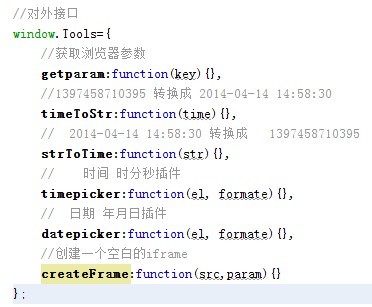 //对外接口
window.Tools={
//获取浏览器参数
getparam:function(key){},
//1397458710395 转换成 2014-04-14 14:58:30
timeToStr:function(time){},
// 2014-04-14 14:58:30 转换成 1397458710395
strToTime:function(str){},
// 时间 时分秒插件
timepicker:function(el, formate){},
// 日期 年月日插件
datepicker:function(el, formate){},
//创建一个空白的iframe
createFrame:function(src,param){}
};